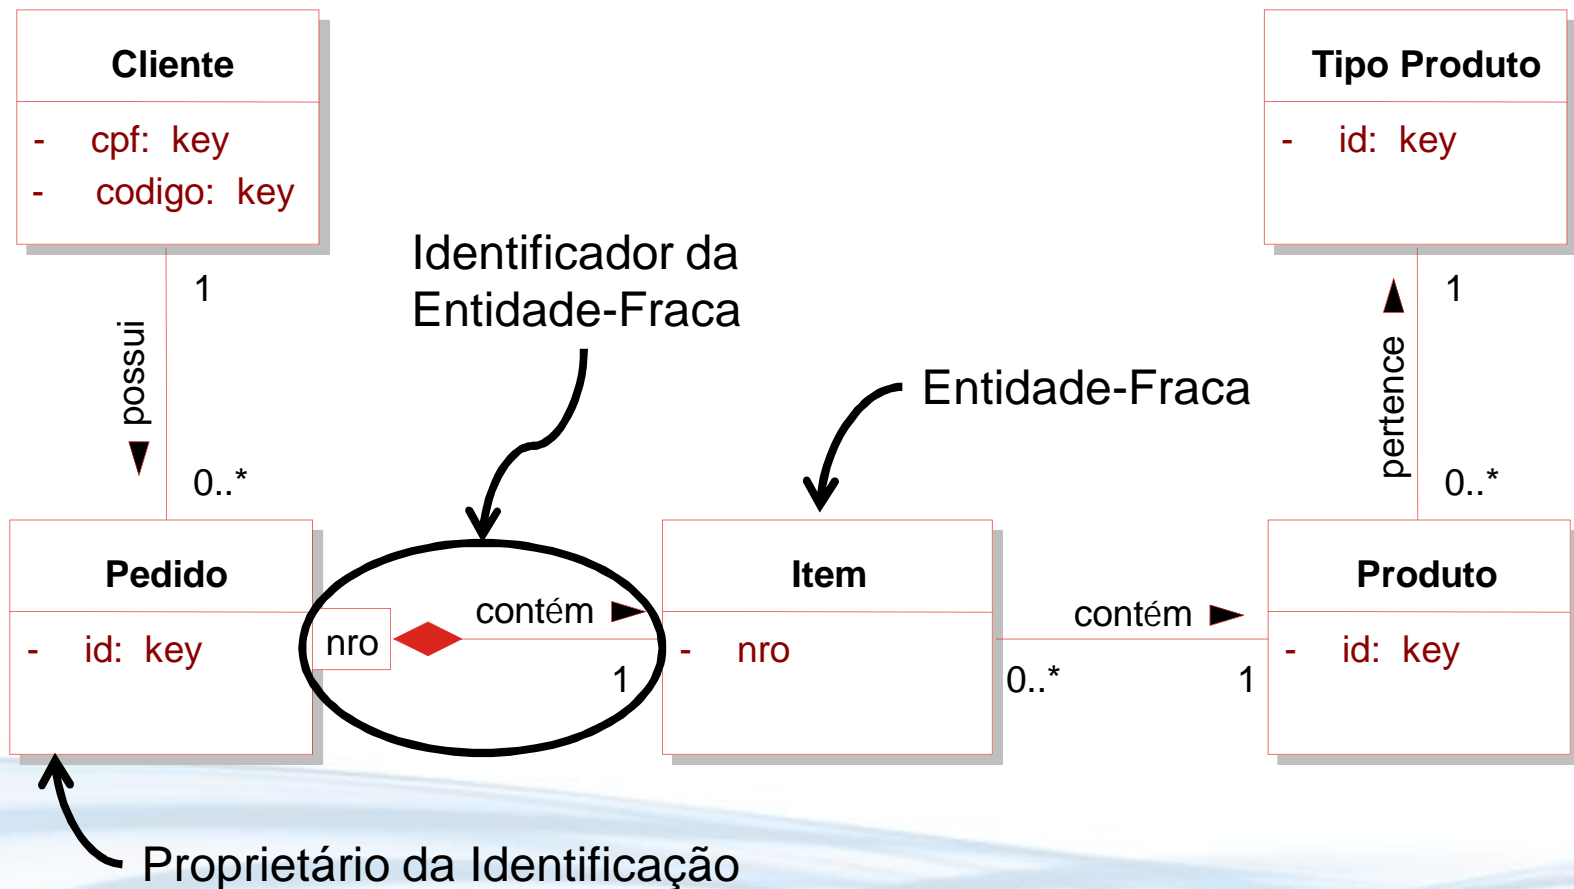 Cliente
- cpf: key
- codigo: key
Tipo Produto
- id: key
Identificador da
Entidade-Fraca
1
possui
0..*
Entidade-Fraca
1
pertence
0..*
Pedido
- id: key
nro
contém
1
Item
- nro
contém
0..*
1
Produto
- id: key
Proprietário da Identificação